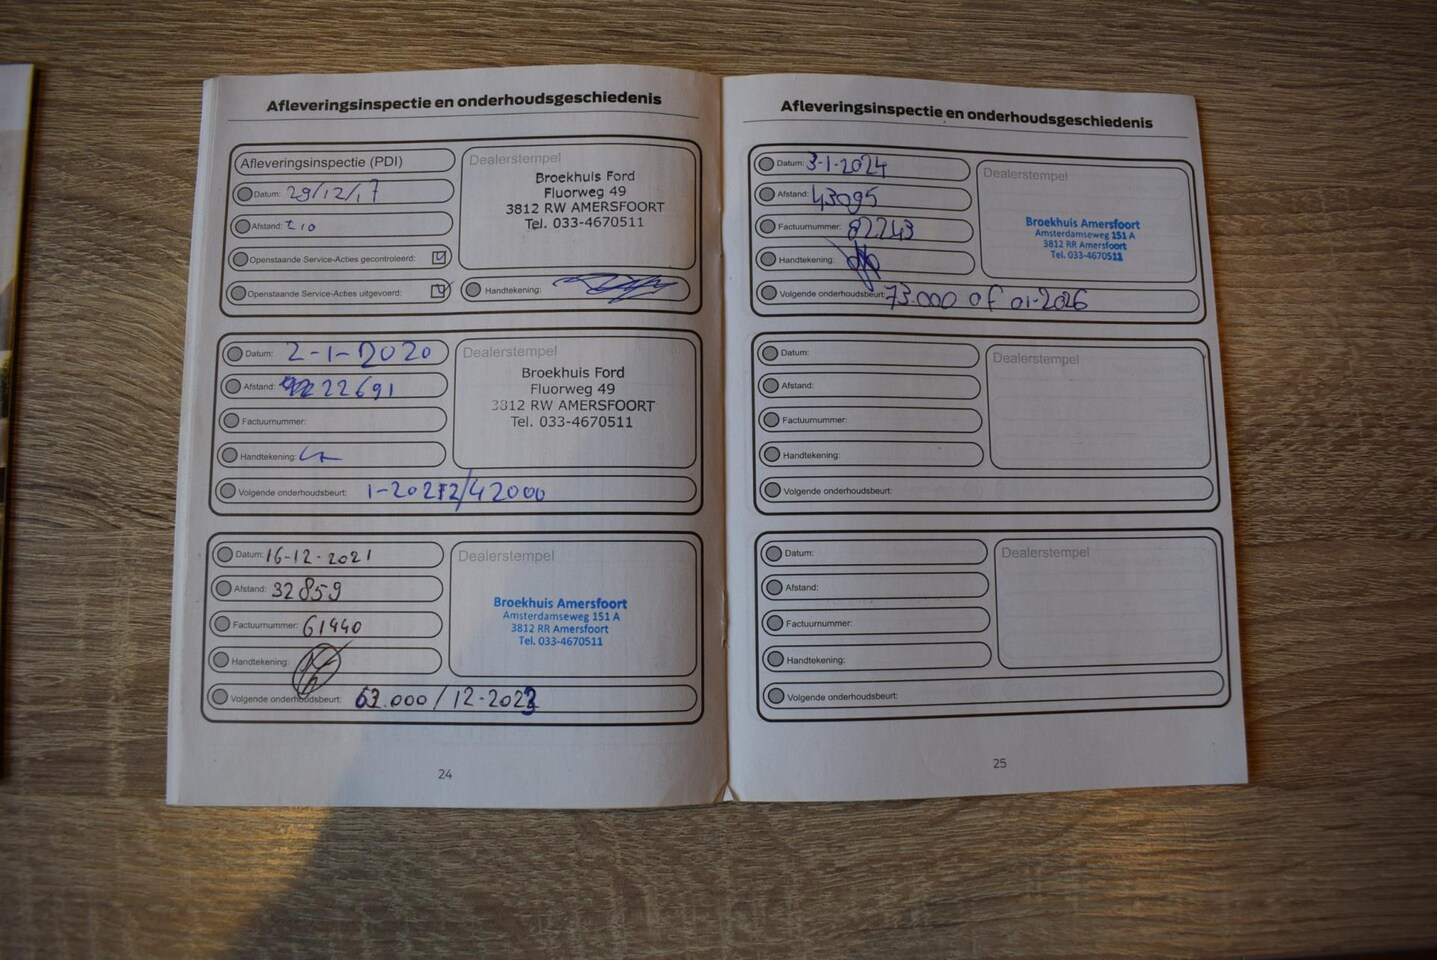 Afleveringsinspectie en onderhoudsgeschiedenis
Afleveringsinspectie (PDI)
Datum: 29/12/17
Afstand: 210
Openstaande Service-Acties gecontroleerd:
Openstaande Service-Acties uitgevoerd:
Dealerstempel
Broekhuis Ford
Fluorweg 49
3812 RW AMERSFOORT
Tel. 033-4670511
Handtekening:
Datum: 2-1-2020
Afstand: 22691
Factuurnummer:
Handtekening:
Volgende onderhoudsbeurt: /42000
Dealerstempel
Broekhuis Ford
Fluorweg 49
3812 RW AMERSFOORT
Tel. 033-4670511
Datum: 16-12-2021
Afstand: 32859
Factuurnummer: 61440
Handtekening:
Volgende onderhoudsbeurt: 62.000 / 12-2023
Dealerstempel
Broekhuis Amersfoort
Amsterdamseweg 151 A
3812 RR Amersfoort
Tel. 033-4670511
24
Afleveringsinspectie en onderhoudsgeschiedenis
Datum: 3-1-2024
Afstand: 43095
Factuurnummer: 82243
Handtekening:
Volgende onderhoudsbeurt: 73.000 of 01-2026
Dealerstempel
Broekhuis Amersfoort
Amsterdamseweg 151 A
3812 RR Amersfoort
Tel. 033-4670511
Datum:
Afstand:
Factuurnummer:
Handtekening:
Volgende onderhoudsbeurt:
Dealerstempel
Datum:
Afstand:
Factuurnummer:
Handtekening:
Volgende onderhoudsbeurt:
Dealerstempel
25